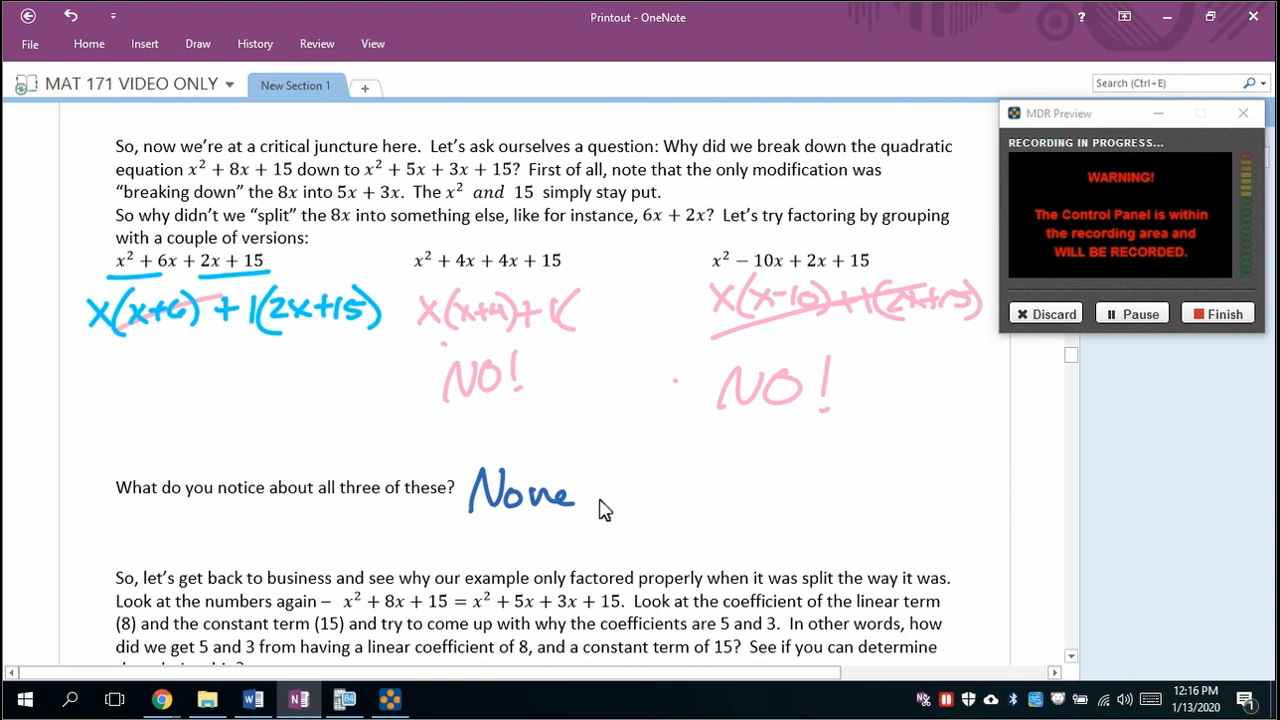 Printout - OneNote
?
File Home Insert Draw History Review View
MAT 171 VIDEO ONLY
New Section 1
+
Search (Ctrl+E)
MDR Preview
RECORDING IN PROGRESS...
WARNING!
The Control Panel is within
the recording area and
WILL BE RECORDED.
Discard Pause Finish
So, now we're at a critical juncture here. Let's ask ourselves a question: Why did we break down the quadratic
equation x² + 8x + 15 down to x² + 5x + 3x + 15? First of all, note that the only modification was
"breaking down" the 8x into 5x + 3x. The x² and 15 simply stay put.
So why didn't we "split" the 8x into something else, like for instance, 6x + 2x? Let's try factoring by grouping
with a couple of versions:
x² + 6x + 2x + 15 x² + 4x + 4x + 15 x² − 10x + 2x + 15
x(x+6) + 1(2x+15) x(x+4)+1( x(x-10)+1(2x+15)
NO! NO!
What do you notice about all three of these? None
So, let's get back to business and see why our example only factored properly when it was split the way it was.
Look at the numbers again – x² + 8x + 15 = x² + 5x + 3x + 15. Look at the coefficient of the linear term
(8) and the constant term (15) and try to come up with why the coefficients are 5 and 3. In other words, how
did we get 5 and 3 from having a linear coefficient of 8, and a constant term of 15? See if you can determine
12:16 PM
1/13/2020
1